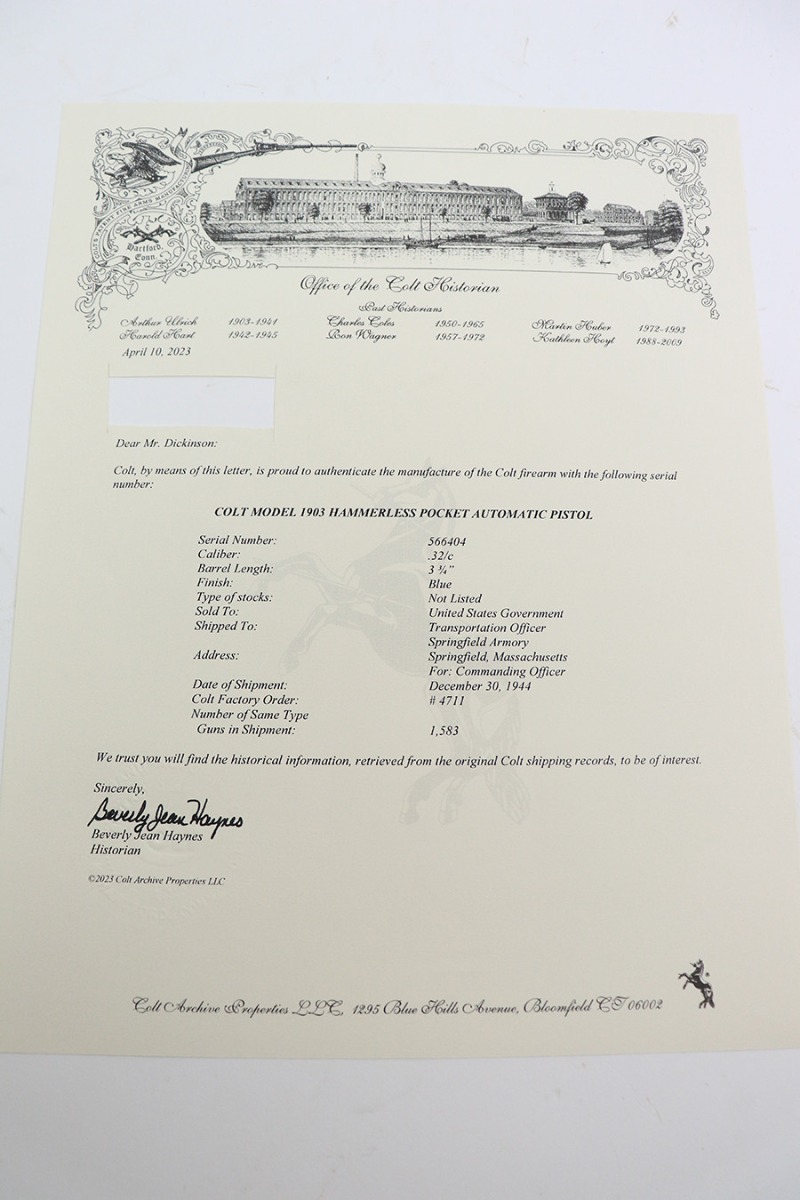 COLT'S PATENT FIRE ARMS MANUFACTURING
Hartford,
Conn.
Office of the Colt Historian
Past Historians
Arthur Ulrich 1903-1941 Charles Coles 1950-1965 Martin Huber 1972-1993
Harold Hart 1942-1945 Ron Wagner 1957-1972 Kathleen Hoyt 1988-2009
April 10, 2023
Dear Mr. Dickinson:
Colt, by means of this letter, is proud to authenticate the manufacture of the Colt firearm with the following serial
number:
COLT MODEL 1903 HAMMERLESS POCKET AUTOMATIC PISTOL
Serial Number: 566404
Caliber: .32/c
Barrel Length: 3 ¾"
Finish: Blue
Type of stocks: Not Listed
Sold To: United States Government
Shipped To: Transportation Officer
Springfield Armory
Address: Springfield, Massachusetts
For: Commanding Officer
Date of Shipment: December 30, 1944
Colt Factory Order: # 4711
Number of Same Type
Guns in Shipment: 1,583
We trust you will find the historical information, retrieved from the original Colt shipping records, to be of interest.
Sincerely,
Beverly Jean Haynes
Beverly Jean Haynes
Historian
©2023 Colt Archive Properties LLC
Colt Archive Properties LLC, 1295 Blue Hills Avenue, Bloomfield CT 06002